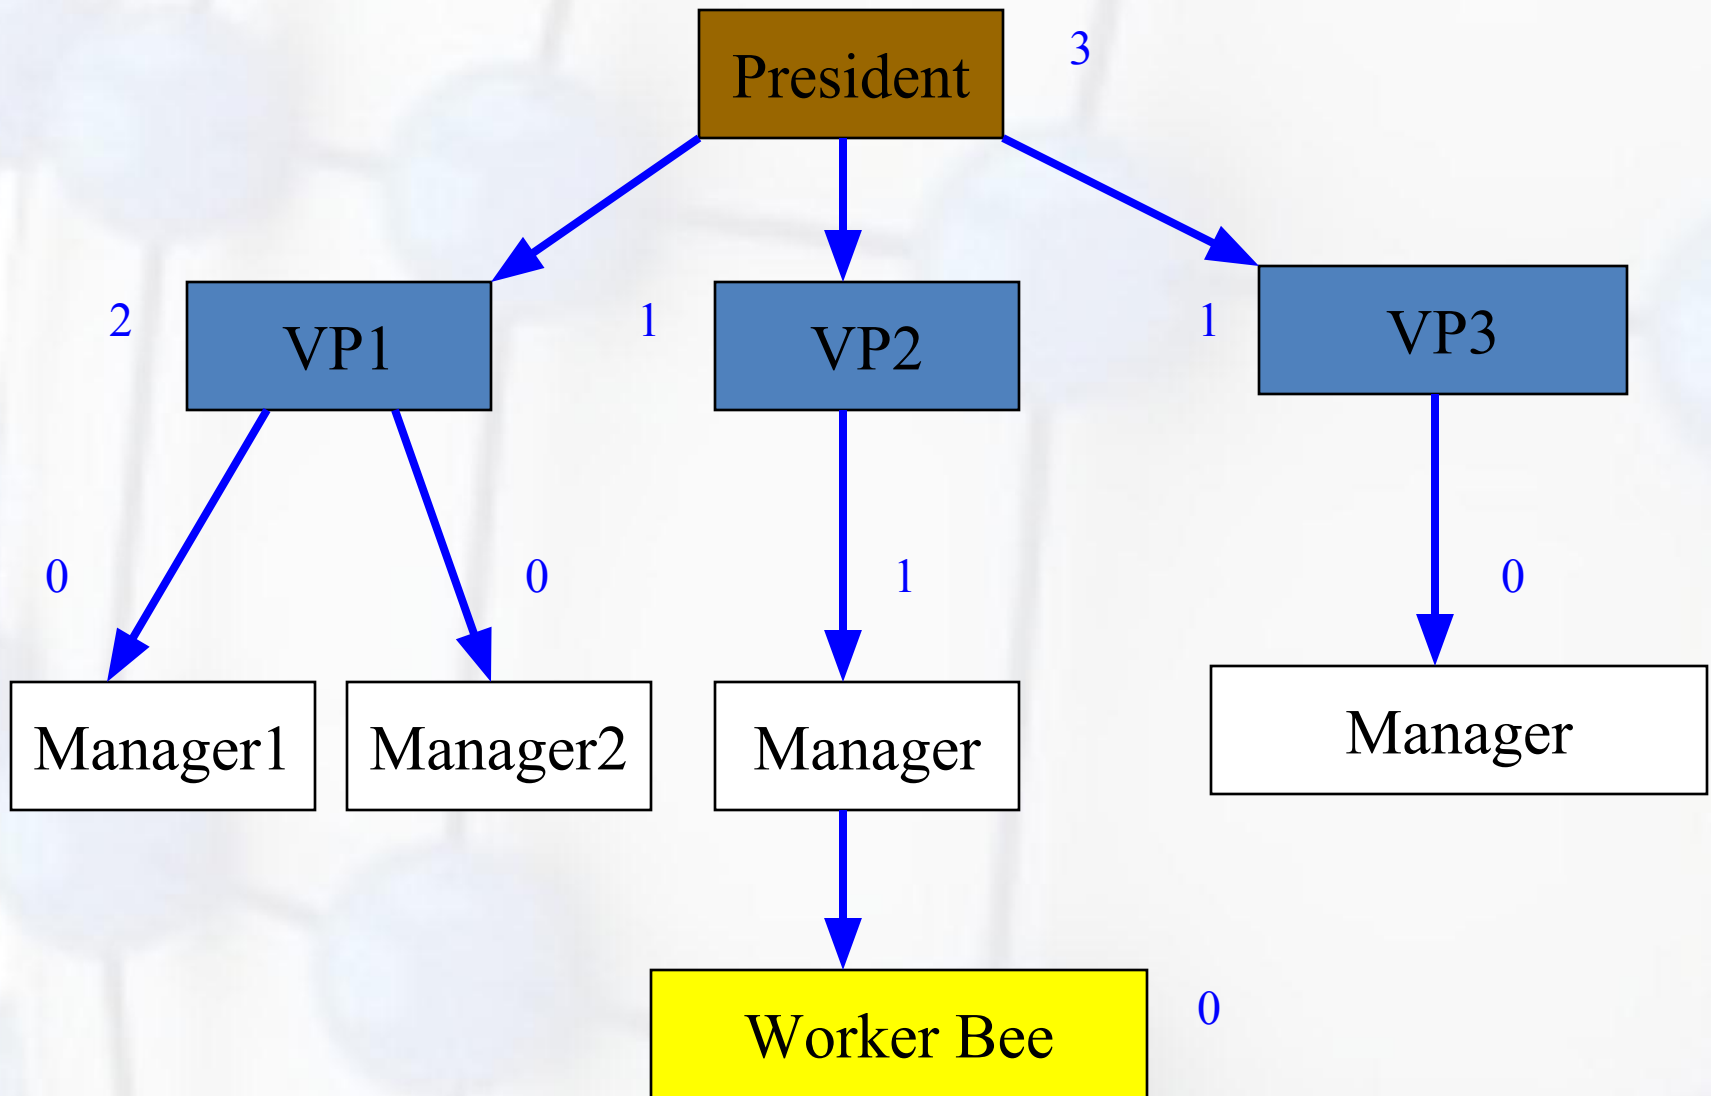 President
3
2
VP1
1
VP2
1
VP3
0
0
1
0
Manager1
Manager2
Manager
Manager
Worker Bee
0